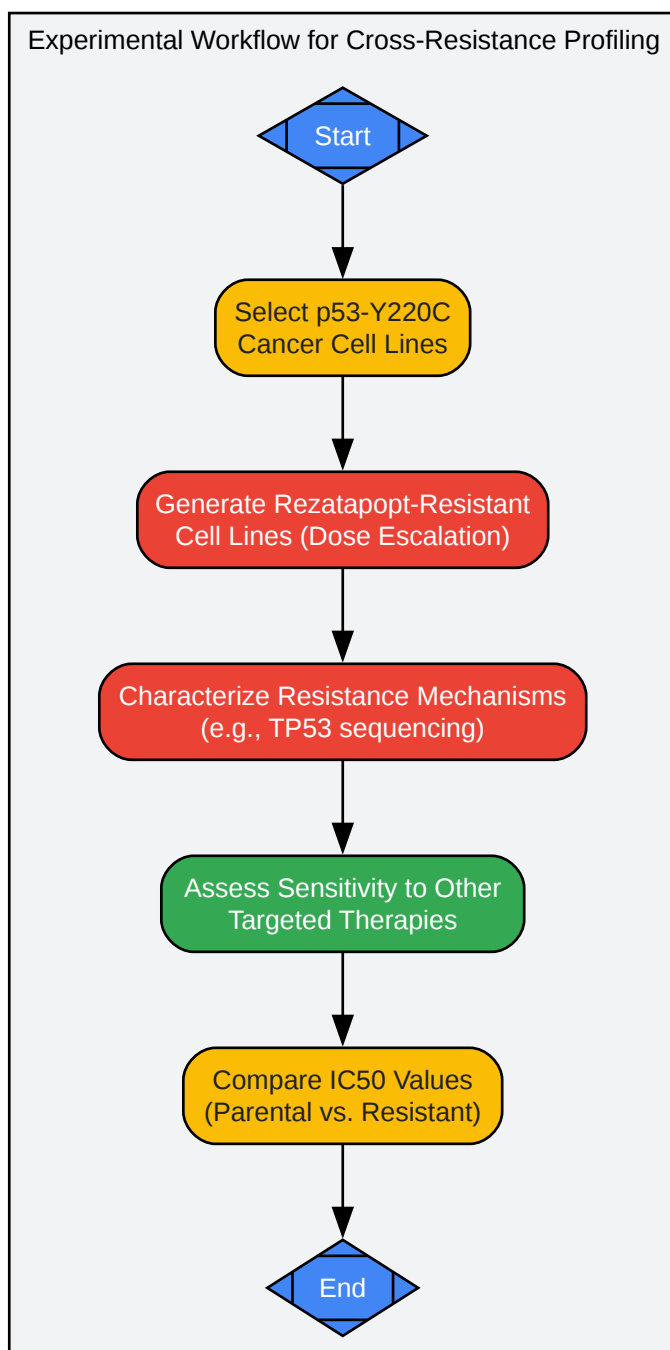 Experimental Workflow for Cross-Resistance Profiling
Start
Select p53-Y220C
Cancer Cell Lines
Generate Rezatapopt-Resistant
Cell Lines (Dose Escalation)
Characterize Resistance Mechanisms
(e.g., TP53 sequencing)
Assess Sensitivity to Other
Targeted Therapies
Compare IC50 Values
(Parental vs. Resistant)
End